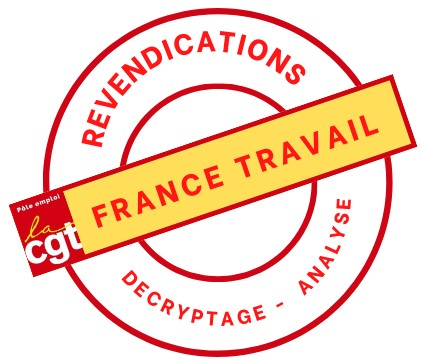 REVENDICATIONS
FRANCE TRAVAIL
Pôle emploi
la
cgt
DECRYPTAGE - ANALYSE